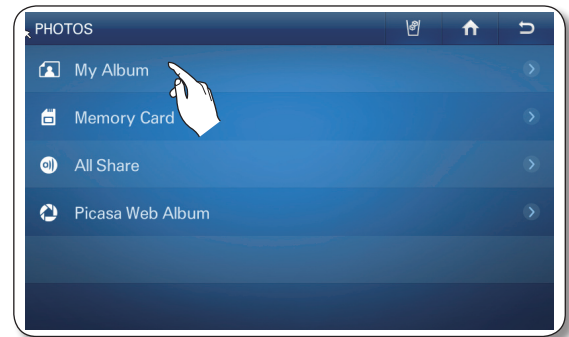 PHOTOS
My Album
Memory Card
All Share
Picasa Web Album